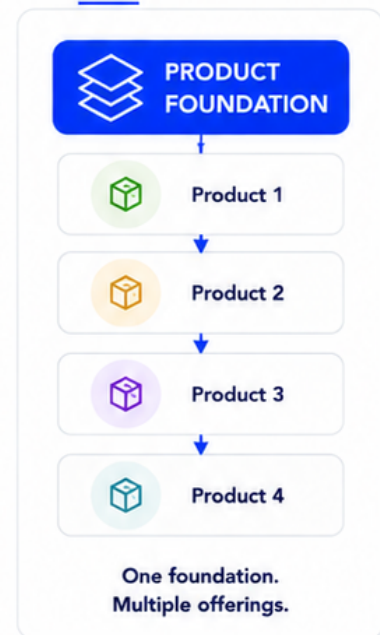 PRODUCT
FOUNDATION
Product 1
Product 2
Product 3
Product 4
One foundation.
Multiple offerings.